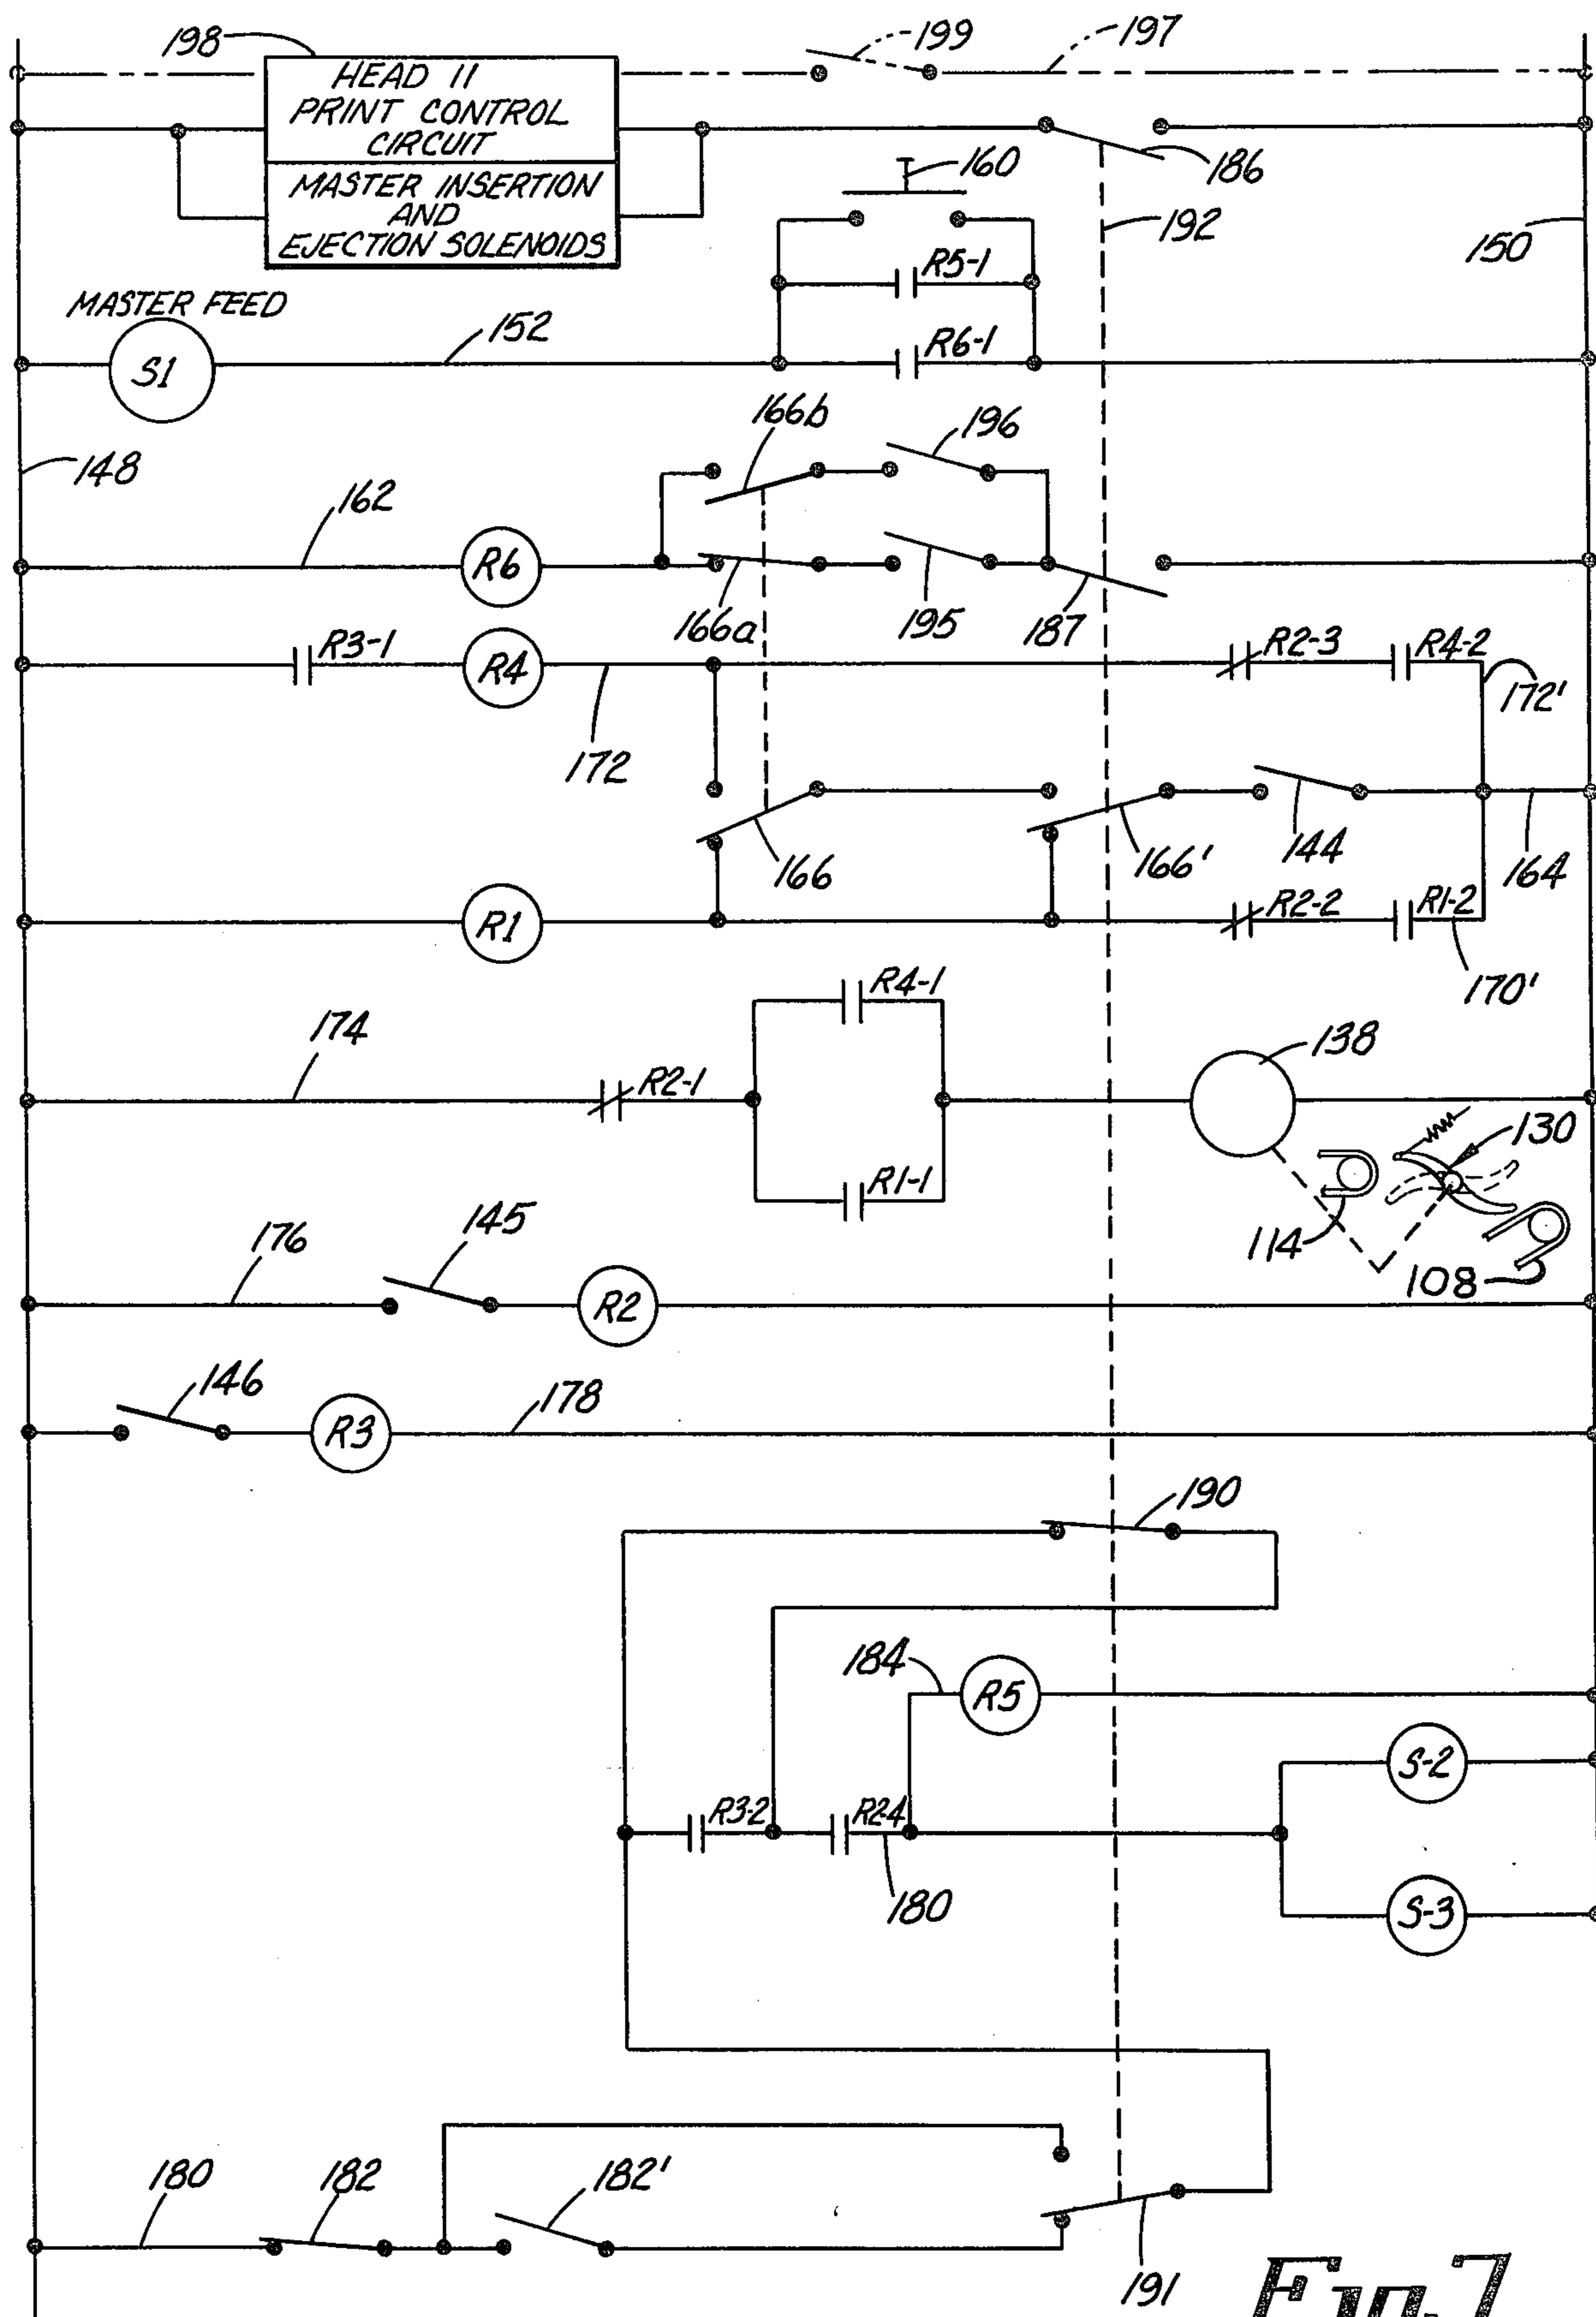 198
199
197
HEAD II
PRINT CONTROL
CIRCUIT
MASTER INSERTION
AND
EJECTION SOLENOIDS
160
186
192
150
R5-1
MASTER FEED
S1
152
R6-1
166b
196
148
162
R6
166a
195
187
R3-1
R4
R2-3
R4-2
172
172'
166
166'
144
164
R1
R2-2
R1-2
170'
R4-1
174
R2-1
138
R1-1
130
114
108
176
145
R2
146
R3
178
190
184
R5
S-2
R3-2
R2-4
180
S-3
180
182
182'
191
Fig. 7